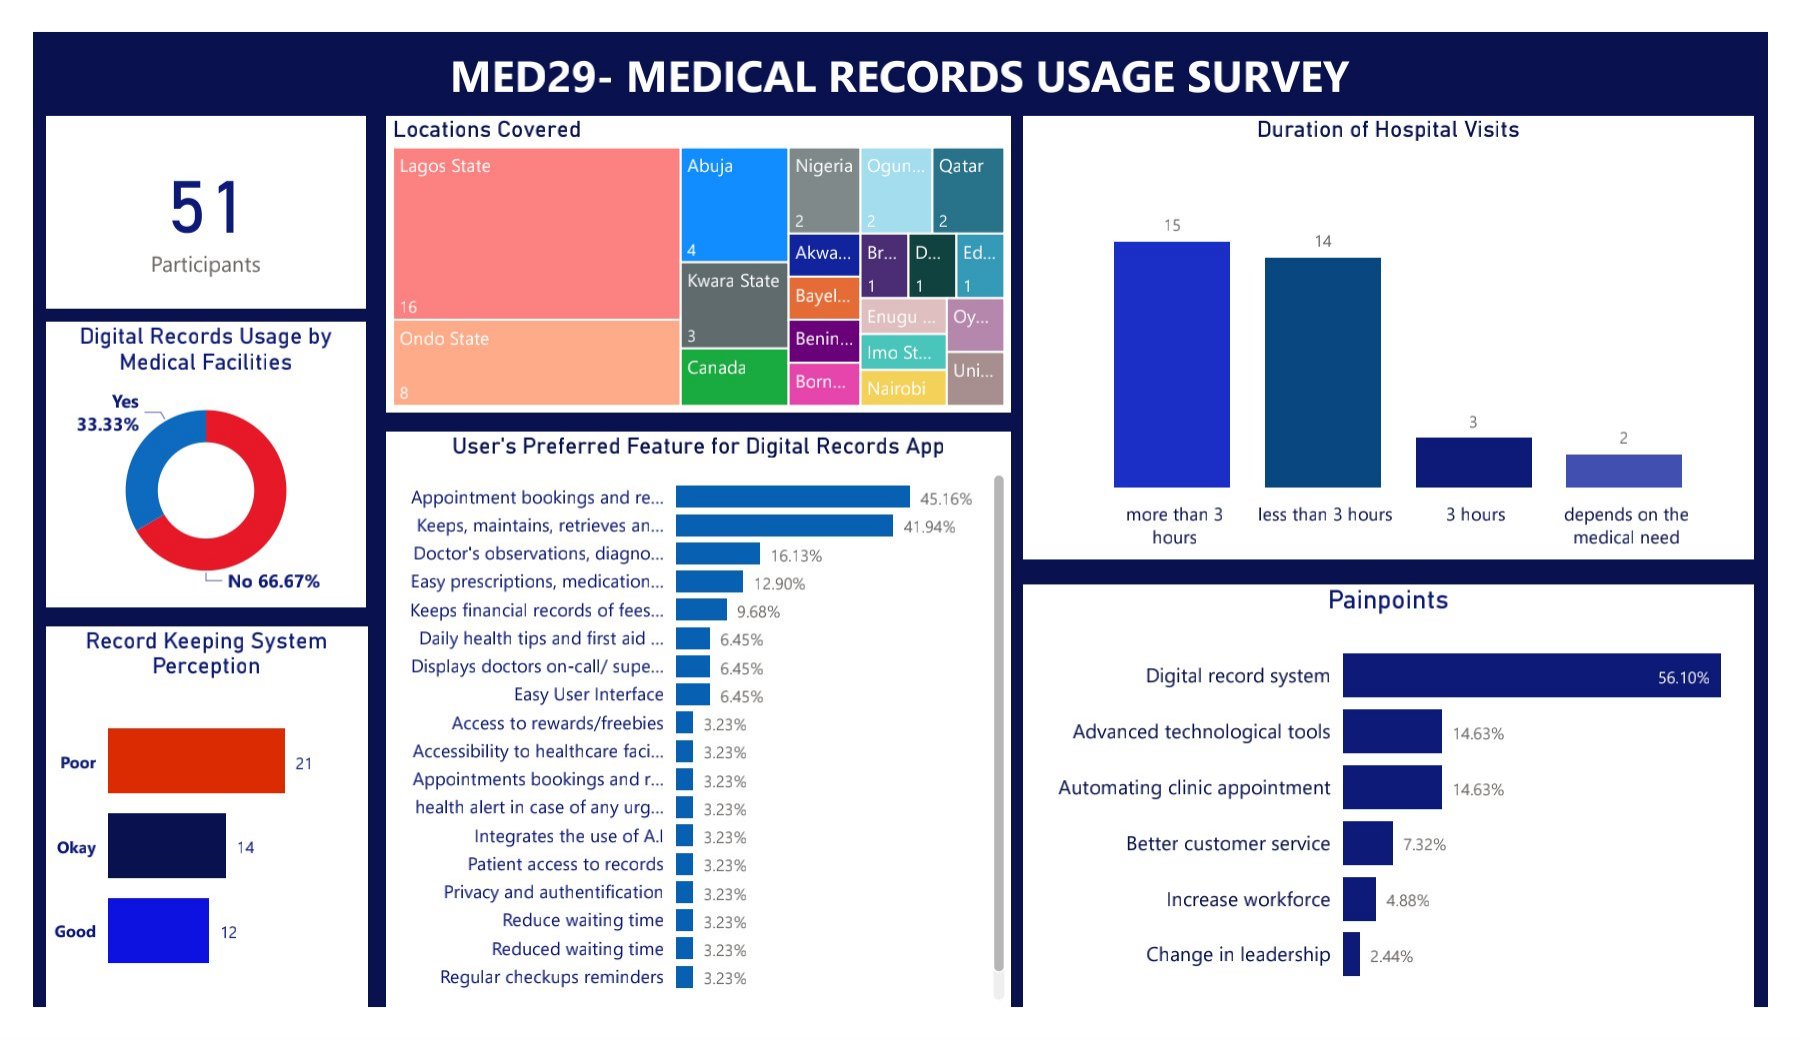 MED29- MEDICAL RECORDS USAGE SURVEY
51
Participants
Digital Records Usage by
Medical Facilities
Yes
33.33%
No 66.67%
Record Keeping System
Perception
Poor
21
Okay
14
Good
12
Locations Covered
Lagos State
16
Ondo State
8
Abuja
4
Kwara State
3
Canada
Nigeria
2
Ogun...
2
Qatar
2
Akwa...
Bayel...
Benin...
Born...
Br...
1
D...
1
Ed...
1
Enugu ...
Imo St...
Nairobi
Oy...
Uni...
User's Preferred Feature for Digital Records App
Appointment bookings and re...
45.16%
Keeps, maintains, retrieves an...
41.94%
Doctor's observations, diagno...
16.13%
Easy prescriptions, medication...
12.90%
Keeps financial records of fees...
9.68%
Daily health tips and first aid ...
6.45%
Displays doctors on-call/ supe...
6.45%
Easy User Interface
6.45%
Access to rewards/freebies
3.23%
Accessibility to healthcare faci...
3.23%
Appointments bookings and r...
3.23%
health alert in case of any urg...
3.23%
Integrates the use of A.I
3.23%
Patient access to records
3.23%
Privacy and authentification
3.23%
Reduce waiting time
3.23%
Reduced waiting time
3.23%
Regular checkups reminders
3.23%
Duration of Hospital Visits
15
14
3
2
more than 3
hours
less than 3 hours
3 hours
depends on the
medical need
Painpoints
Digital record system
56.10%
Advanced technological tools
14.63%
Automating clinic appointment
14.63%
Better customer service
7.32%
Increase workforce
4.88%
Change in leadership
2.44%